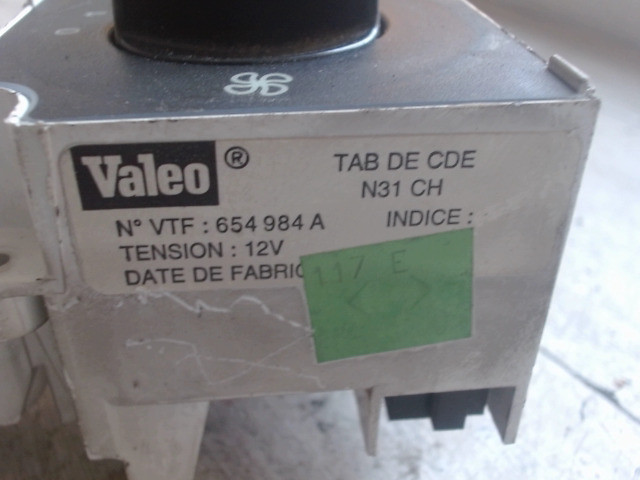 Valeo ®
TAB DE CDE
N31 CH
N° VTF : 654 984 A INDICE :
TENSION : 12V
DATE DE FABRIC
117 E